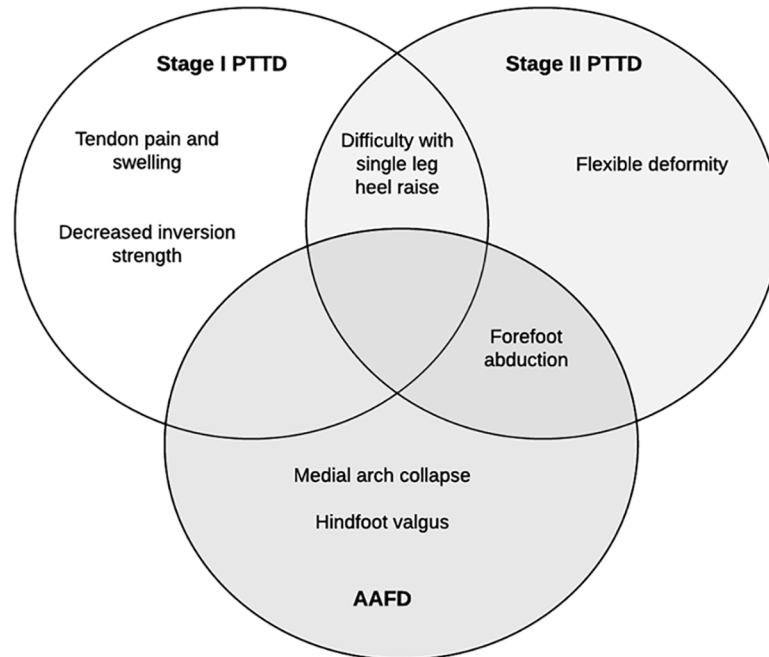 Stage I PTTD
Stage II PTTD
Tendon pain and
swelling
Decreased inversion
strength
Difficulty with
single leg
heel raise
Flexible deformity
Forefoot
abduction
Medial arch collapse
Hindfoot valgus
AAFD